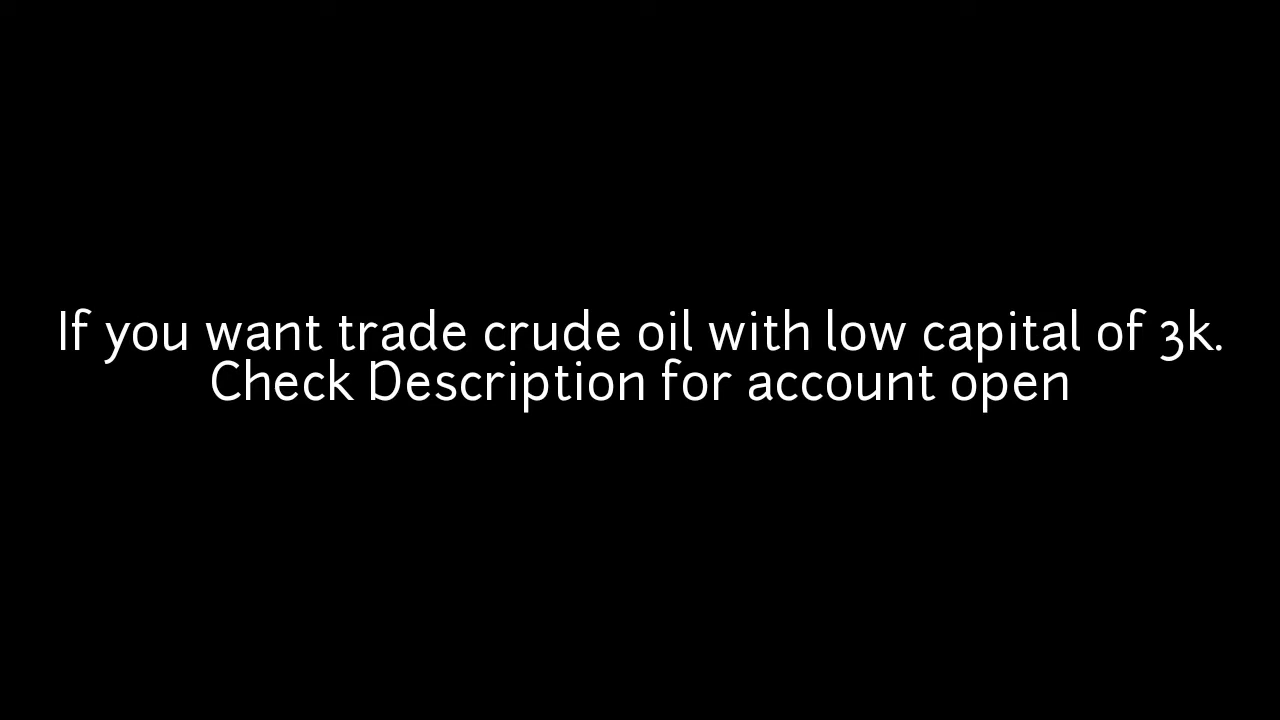 If you want trade crude oil with low capital of 3k.
Check Description for account open